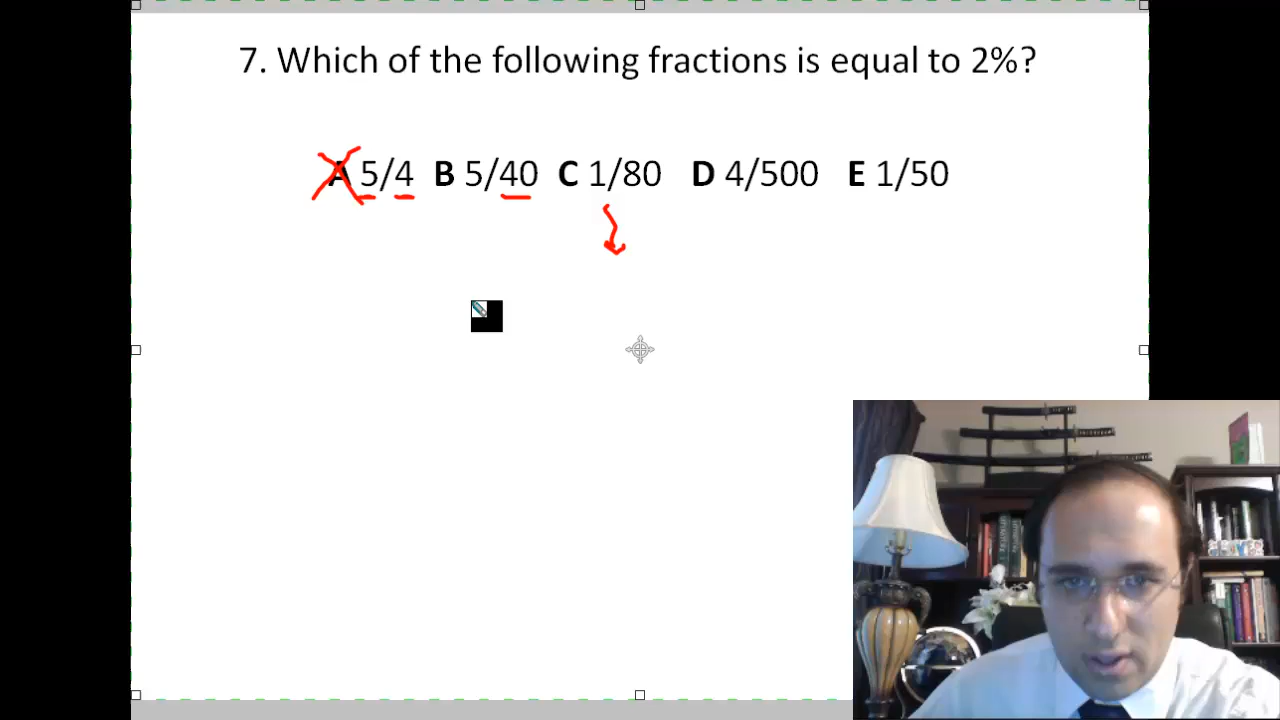 7. Which of the following fractions is equal to 2%?
A 5/4 B 5/40 C 1/80 D 4/500 E 1/50